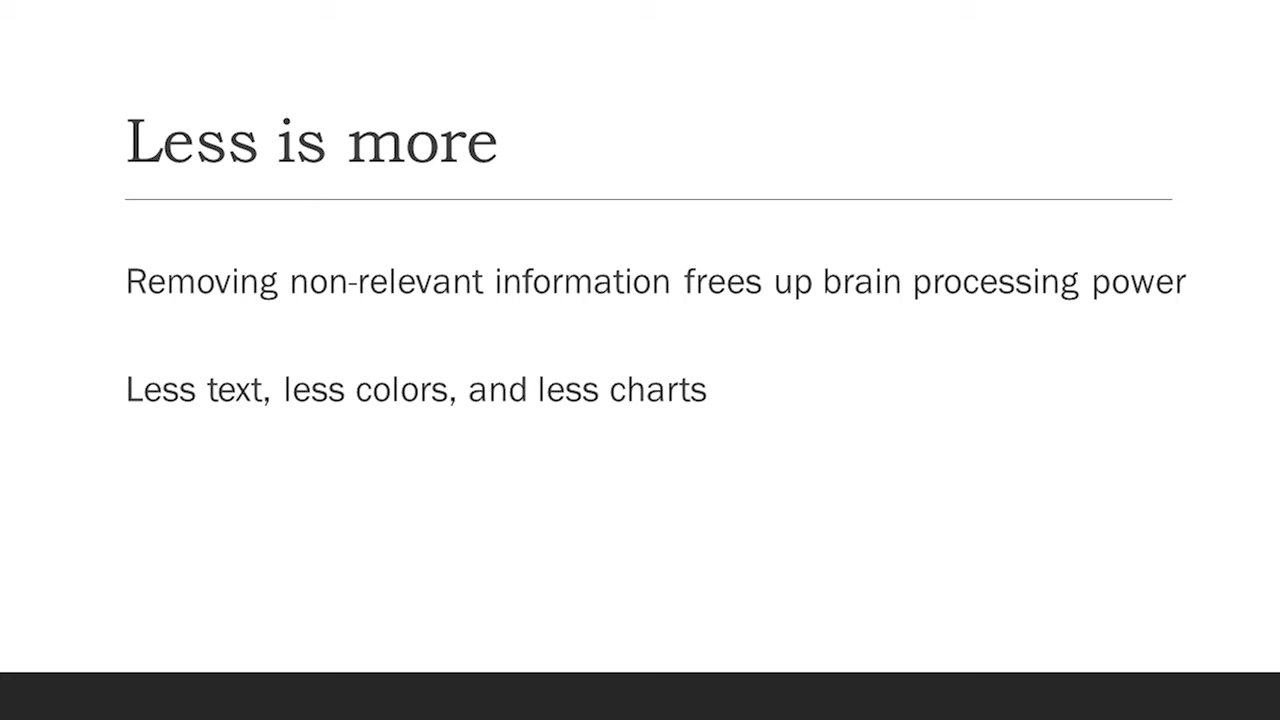 Less is more
Removing non-relevant information frees up brain processing power
Less text, less colors, and less charts